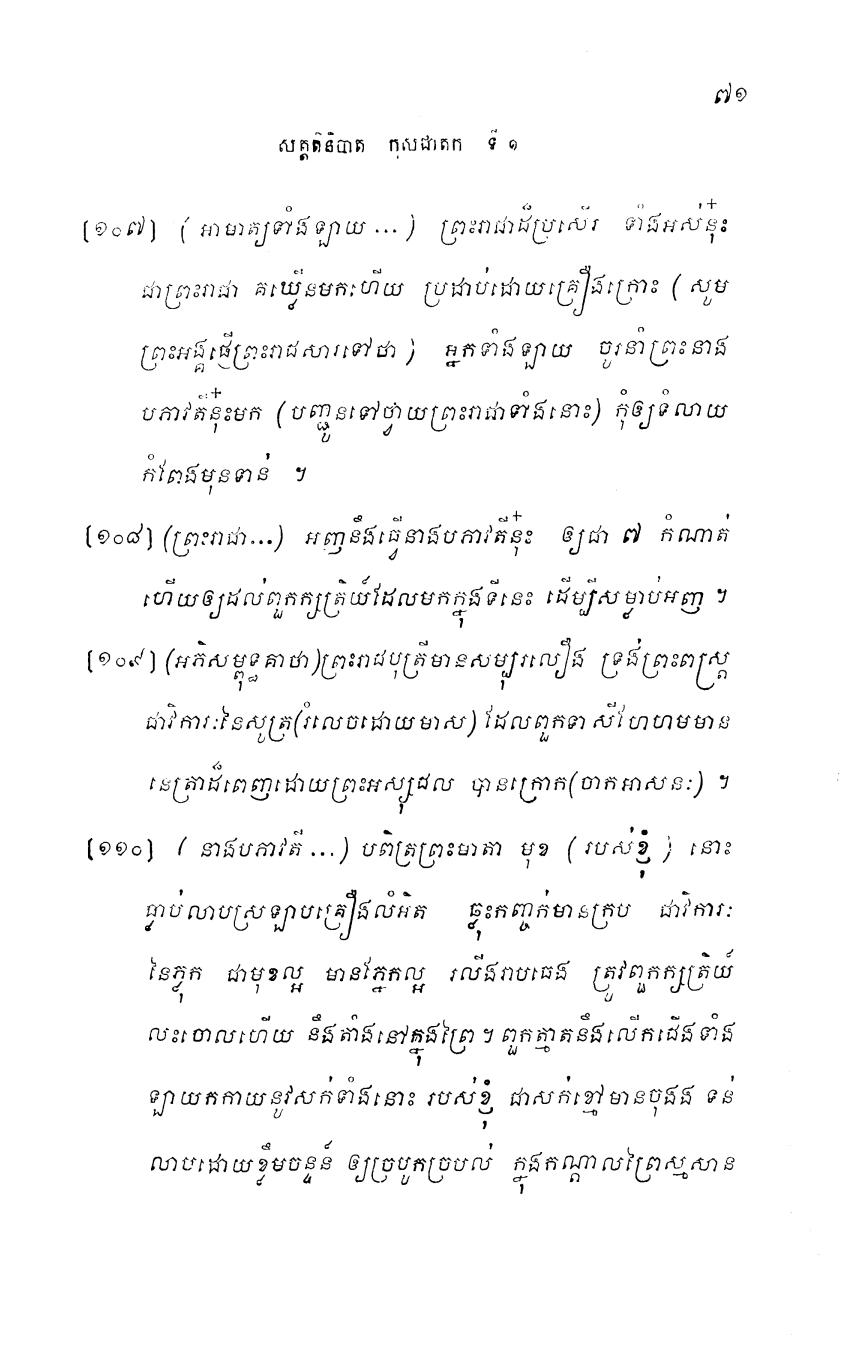 ៧១
សត្តតិនិបាត កុសជាតក ទី ១
[១០៧] ( អាមាត្យទាំងឡាយ ... ) ព្រះរាជាដ៏ប្រសើរ ទាំងអស់នុ៎ះ
ជាព្រះរាជា គឃ្លើនមកហើយ ប្រដាប់ដោយគ្រឿងក្រោះ ( សូម
ព្រះអង្គផ្ញើព្រះរាជសារទៅថា ) អ្នកទាំងឡាយ ចូរនាំព្រះនាង
បភាវតីនុ៎ះមក ( បញ្ជូនទៅថ្វាយព្រះរាជាទាំងនោះ) កុំឲ្យទំលាយ
កំពែងមុនទាន់ ។
[១០៨] (ព្រះរាជា...) អញនឹងធ្វើនាងបភាវតីនុ៎ះ ឲ្យជា ៧ កំណាត់
ហើយឲ្យដល់ពួកក្សត្រិយ៍ដែលមកក្នុងទីនេះ ដើម្បីសម្លាប់អញ ។
[១០៩] (អភិសម្ពុទ្ធគាថា)ព្រះរាជបុត្រីមានសម្បុរលឿង ទ្រង់ព្រះពស្ត្រ
ជាវិការៈនៃសូត្រ(រំលេចដោយមាស) ដែលពួកទាសីហែហមមាន
នេត្រាដ៏ពេញដោយព្រះអស្សុជល បានក្រោក(ចាកអាសនៈ) ។
[១១០] ( នាងបភាវតី ...) បពិត្រព្រះមាតា មុខ ( របស់ខ្ញុំ ) នោះ
ធ្លាប់លាបស្រឡាបគ្រឿងលំអិត ឆ្លុះកញ្ចក់មានក្រប ជាវិការៈ
នៃភ្លុក ជាមុខល្អ មានភ្នែកល្អ រលីងរាបធេង ត្រូវពួកក្សត្រិយ៍
លះចោលហើយ នឹងតាំងនៅក្នុងព្រៃ ។ ពួកត្មាតនឹងលើកជើងទាំង
ឡាយកកាយនូវសក់ទាំងនោះ របស់ខ្ញុំ ជាសក់ខ្មៅមានចុងង ទន់
លាបដោយខ្លឹមចន្ទន៍ ឲ្យច្របូកច្របល់ ក្នុងកណ្តាលព្រៃស្មសាន